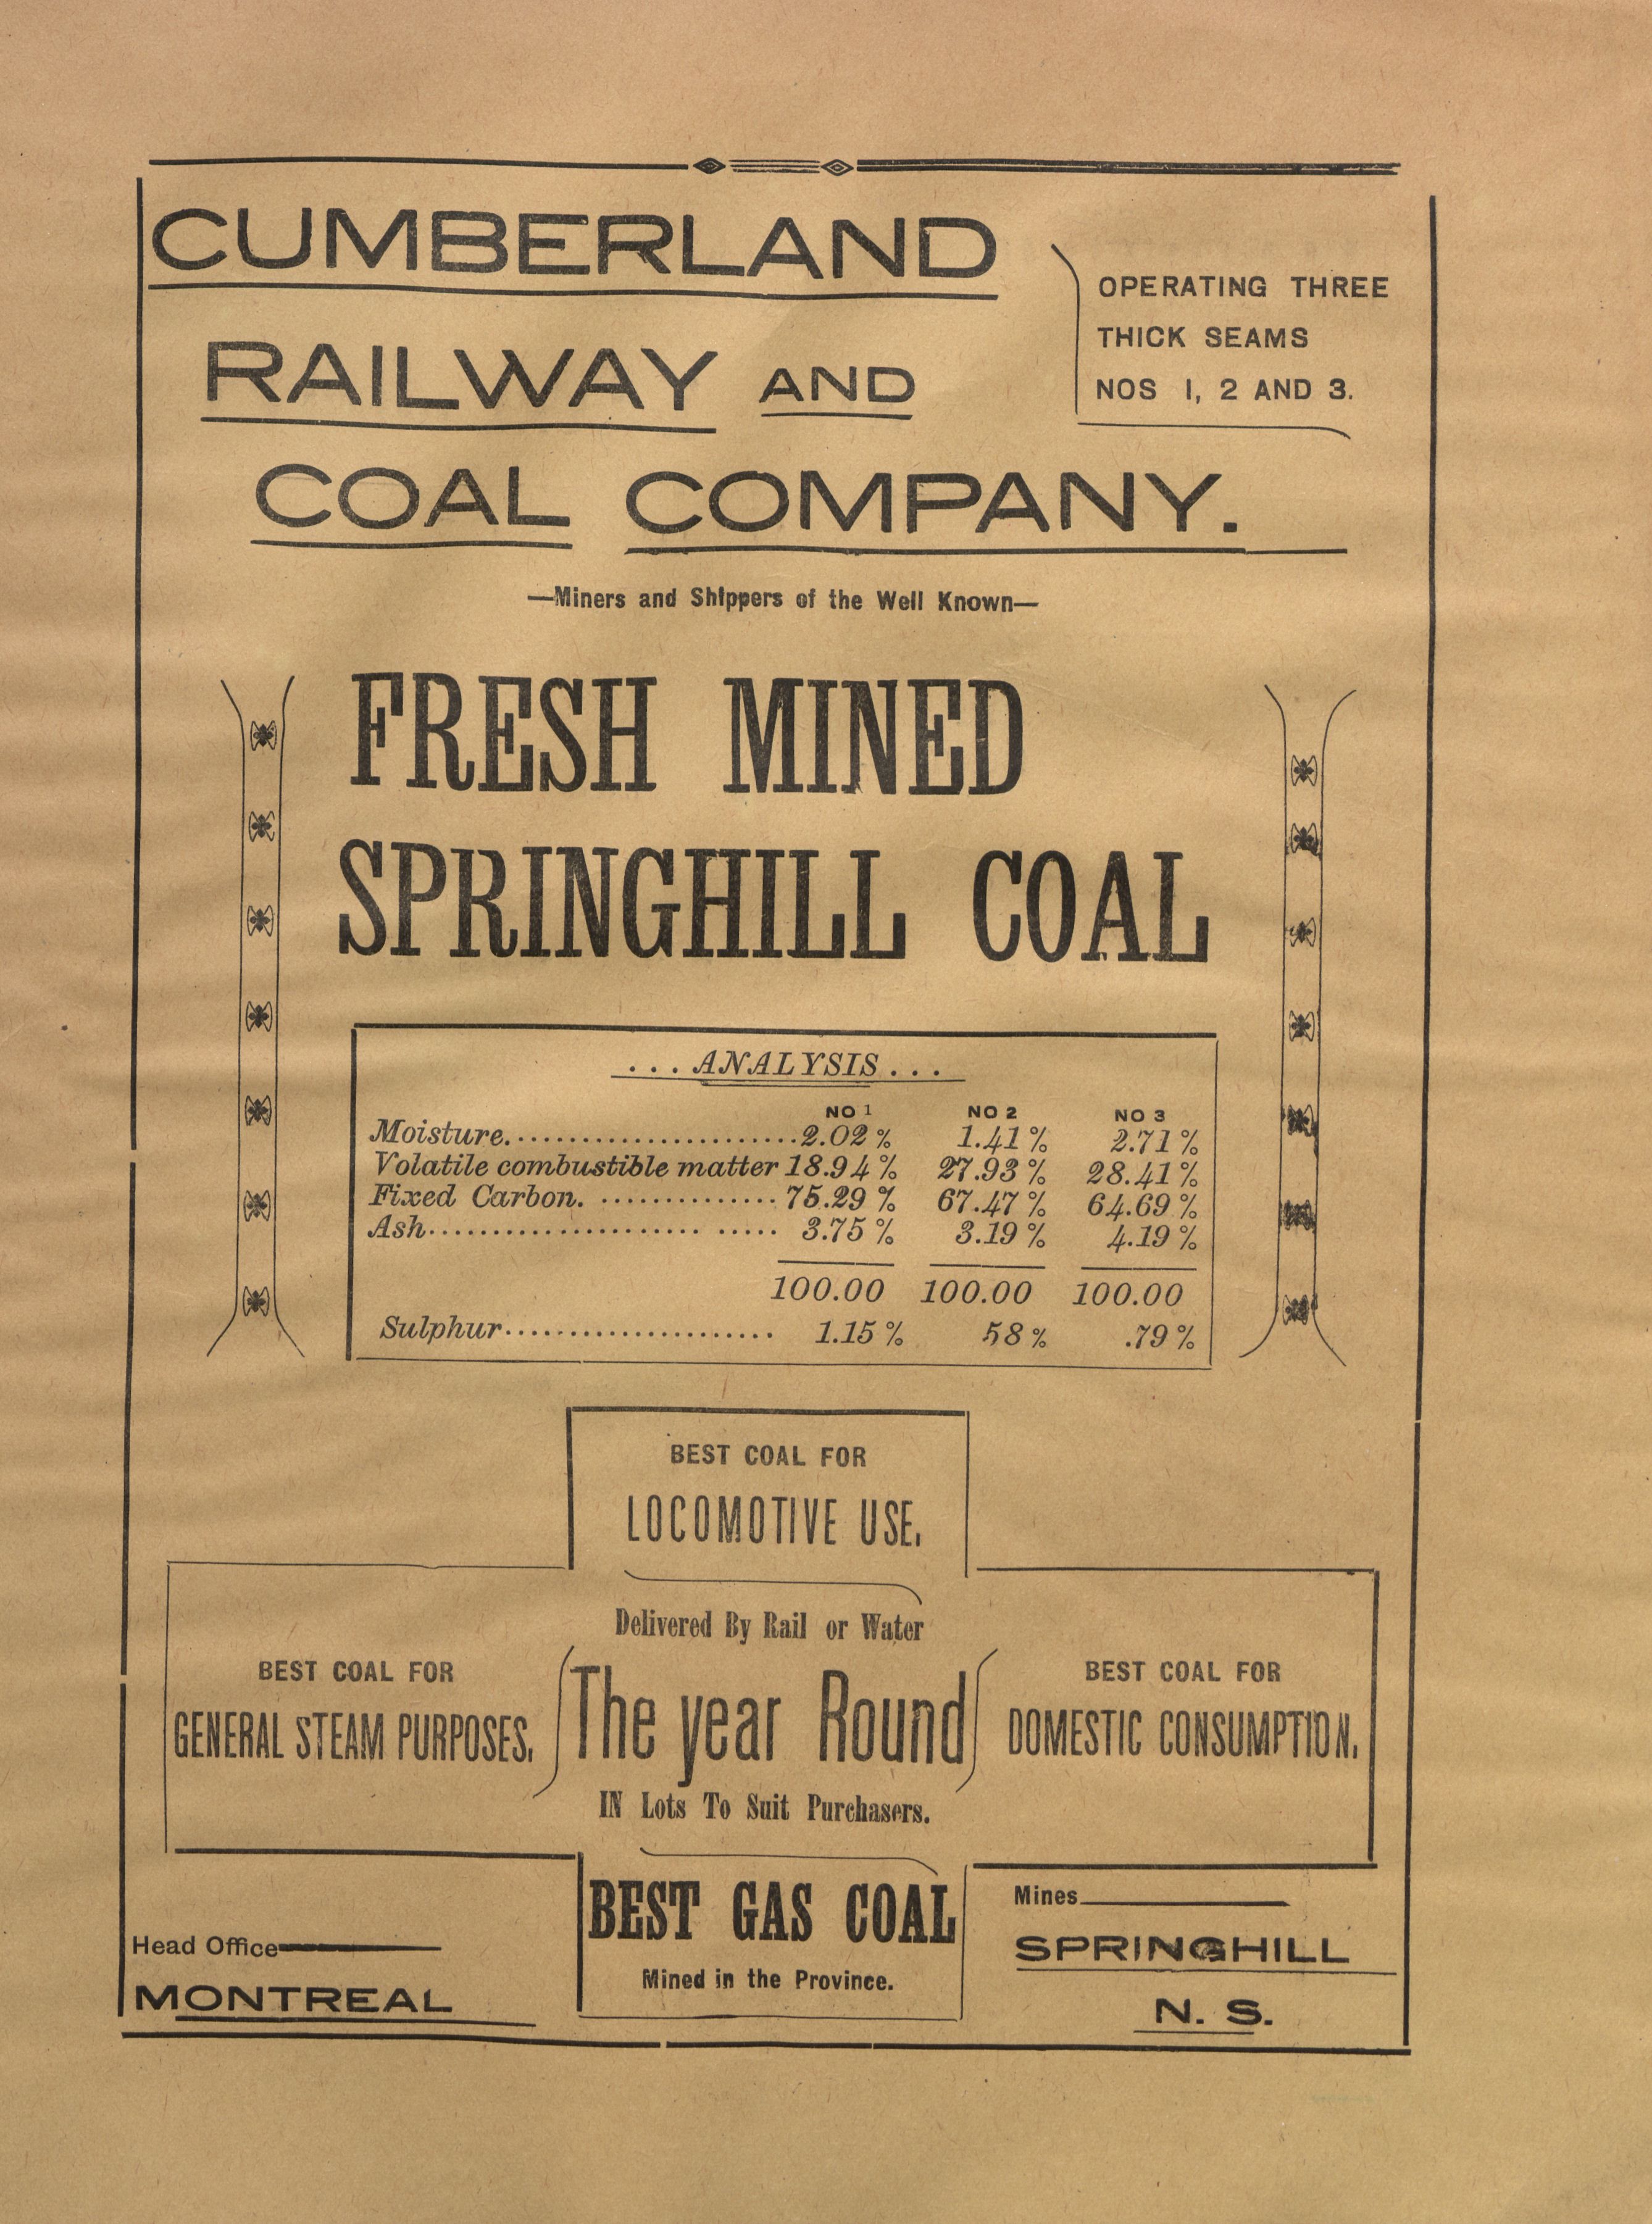 CUMBERLAND
RAILWAY AND
COAL COMPANY.
OPERATING THREE
THICK SEAMS
NOS 1, 2 AND 3.
—Miners and Shippers of the Well Known—
FRESH MINED
SPRINGHILL COAL
...ANALYSIS...
NO 1 NO 2 NO 3
Moisture........................2.02% 1.41% 2.71%
Volatile combustible matter 18.94% 27.93% 28.41%
Fixed Carbon. ............... 75.29% 67.47% 64.69%
Ash...................... ..... 3.75% 3.19% 4.19%
100.00 100.00 100.00
Sulphur...................... 1.15% 58% .79%
BEST COAL FOR
LOCOMOTIVE USE.
Delivered By Rail or Water
BEST COAL FOR
GENERAL STEAM PURPOSES.
The year Round
BEST COAL FOR
DOMESTIC CONSUMPTION.
IN Lots To Suit Purchasers.
BEST GAS COAL
Mined in the Province.
Head Office
MONTREAL
Mines
SPRINGHILL
N. S.